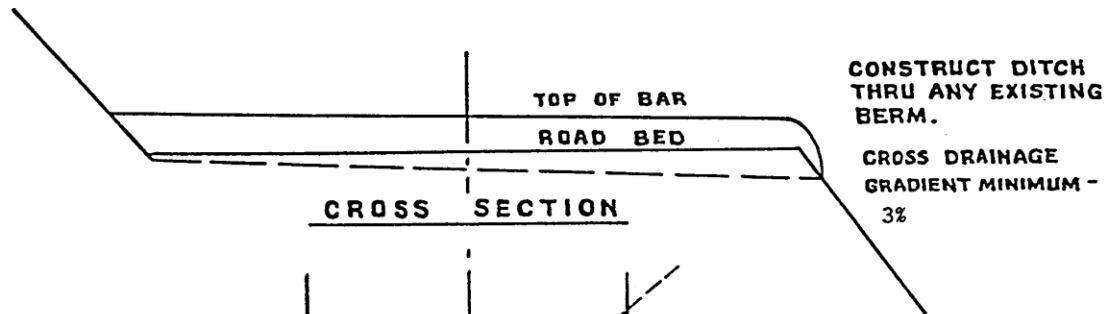 TOP OF BAR
ROAD BED
CROSS SECTION
CONSTRUCT DITCH
THRU ANY EXISTING
BERM.
CROSS DRAINAGE
GRADIENT MINIMUM -
3%